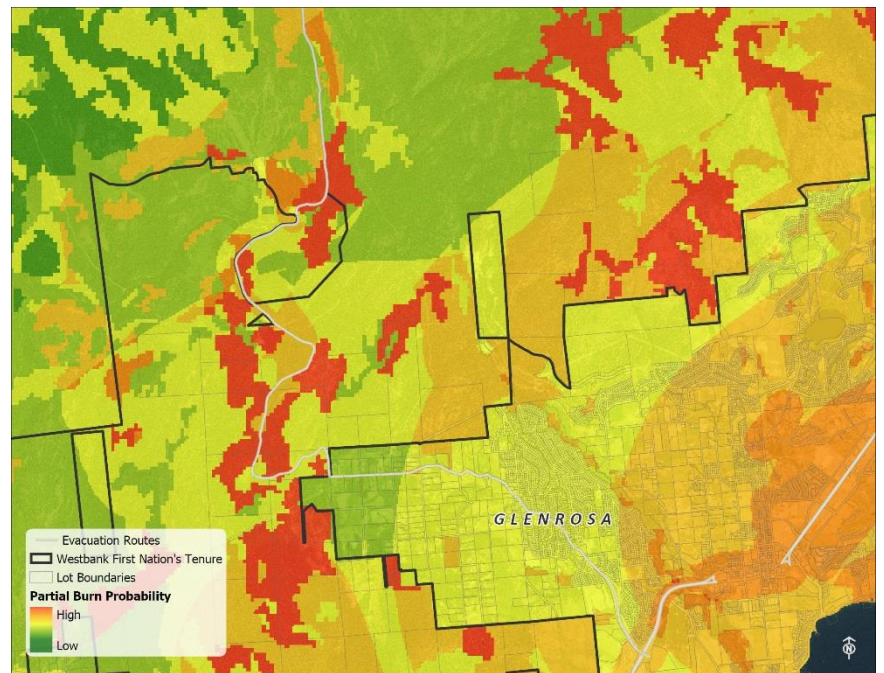 GLENROSA
Evacuation Routes
Westbank First Nation's Tenure
Lot Boundaries
Partial Burn Probability
High
Low
N